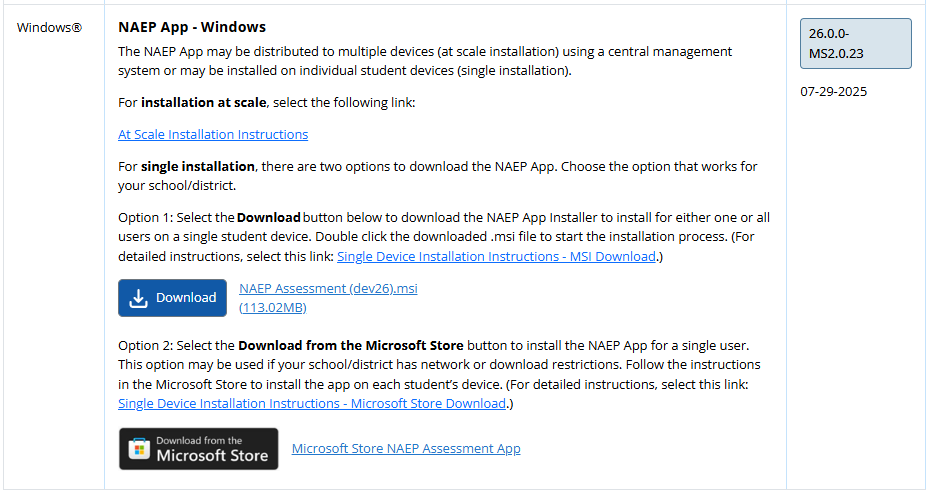 Windows®
NAEP App - Windows
The NAEP App may be distributed to multiple devices (at scale installation) using a central management
system or may be installed on individual student devices (single installation).
For installation at scale, select the following link:
At Scale Installation Instructions
For single installation, there are two options to download the NAEP App. Choose the option that works for
your school/district.
Option 1: Select the Download button below to download the NAEP App Installer to install for either one or all
users on a single student device. Double click the downloaded .msi file to start the installation process. (For
detailed instructions, select this link: Single Device Installation Instructions - MSI Download.)
Download
NAEP Assessment (dev26).msi
(113.02MB)
Option 2: Select the Download from the Microsoft Store button to install the NAEP App for a single user.
This option may be used if your school/district has network or download restrictions. Follow the instructions
in the Microsoft Store to install the app on each student’s device. (For detailed instructions, select this link:
Single Device Installation Instructions - Microsoft Store Download.)
Download from the
Microsoft Store
Microsoft Store NAEP Assessment App
26.0.0-
MS2.0.23
07-29-2025